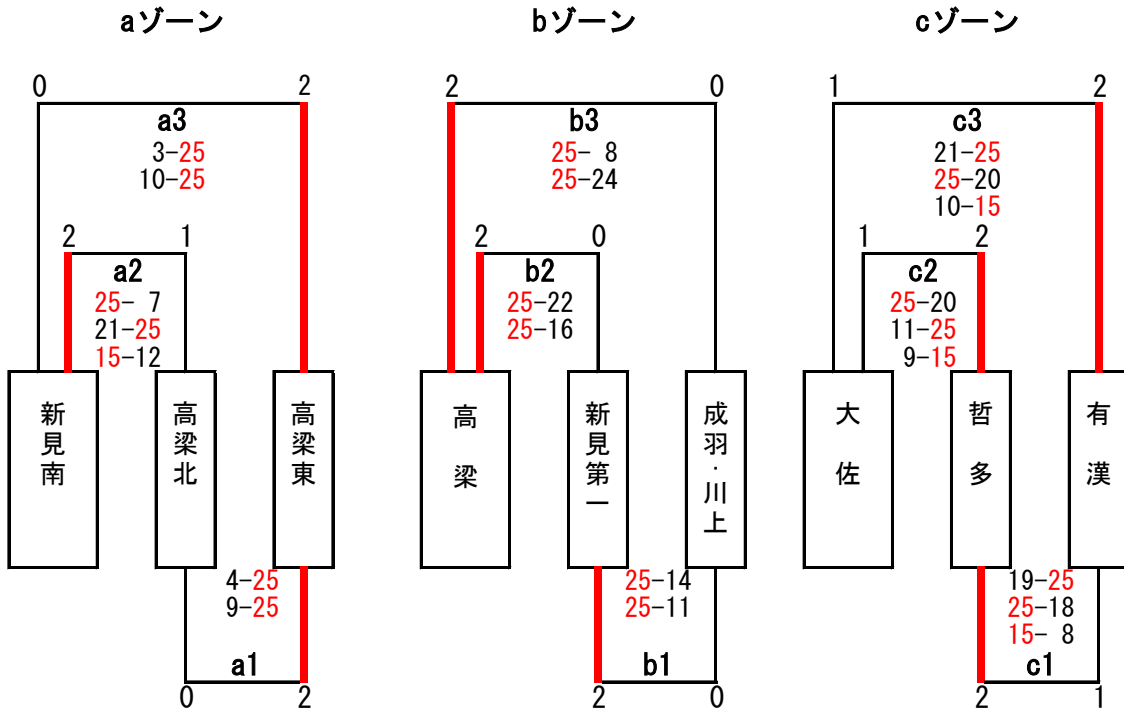 aゾーン
bゾーン
cゾーン
0 2
a3
3-25
10-25
2 1
a2
25- 7
21-25
15-12
新見南
高梁北
高梁東
4-25
9-25
a1
0 2
2 0
b3
25- 8
25-24
2 0
b2
25-22
25-16
高梁
新見第一
成羽・川上
25-14
25-11
b1
2 0
1 2
c3
21-25
25-20
10-15
1 2
c2
25-20
11-25
9-15
大佐
哲多
有漢
19-25
25-18
15- 8
c1
2 1